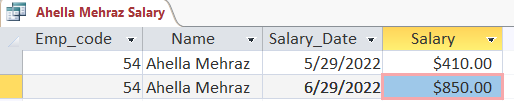 Ahella Mehraz Salary
Emp_code Name Salary_Date Salary
54 Ahella Mehraz 5/29/2022 $410.00
54 Ahella Mehraz 6/29/2022 $850.00